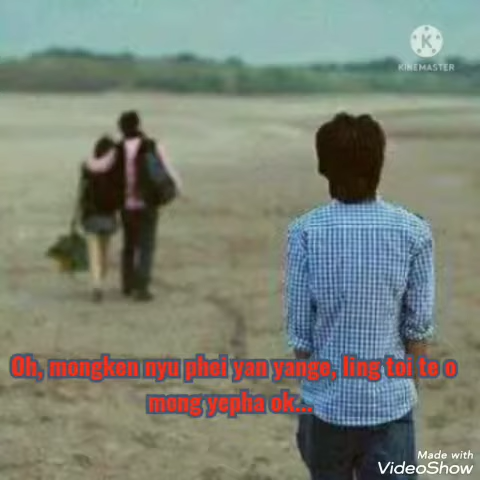 KINEMASTER
Oh, mongken nyu phei yan yange, ling toi te o
mong yepha ok...
Made with
VideoShow